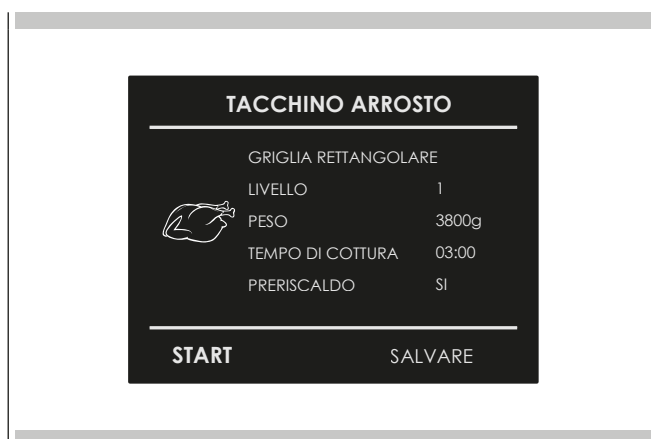 TACCHINO ARROSTO
GRIGLIA RETTANGOLARE
LIVELLO 1
PESO 3800g
TEMPO DI COTTURA 03:00
PRERISCALDO SI
START SALVARE